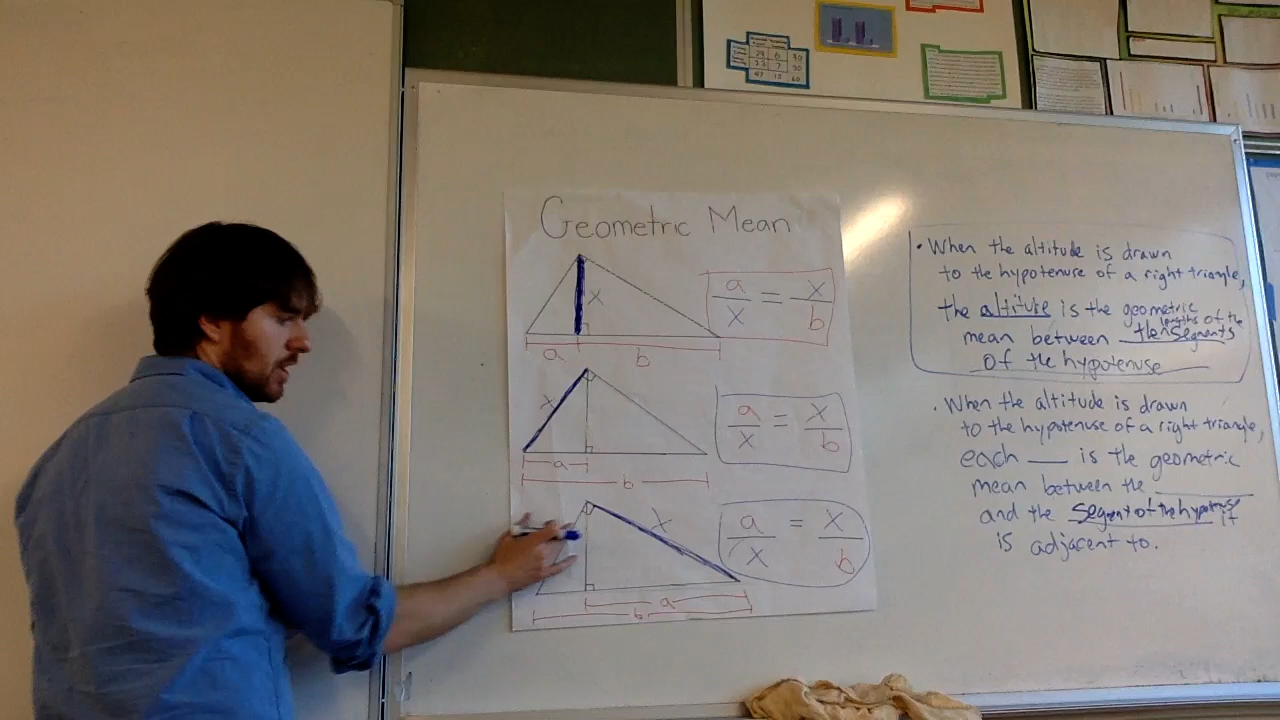 Geometric Mean
x
a b
a/x = x/b
x
a
b
a/x = x/b
x
a
b
a/x = x/b
• When the altitude is drawn
to the hypotenuse of a right triangle,
the altitude is the geometric
lengths of the
mean between the segments
of the hypotenuse
• When the altitude is drawn
to the hypotenuse of a right triangle,
each ___ is the geometric
mean between the ___
and the segment of the hypotenuse it
is adjacent to.